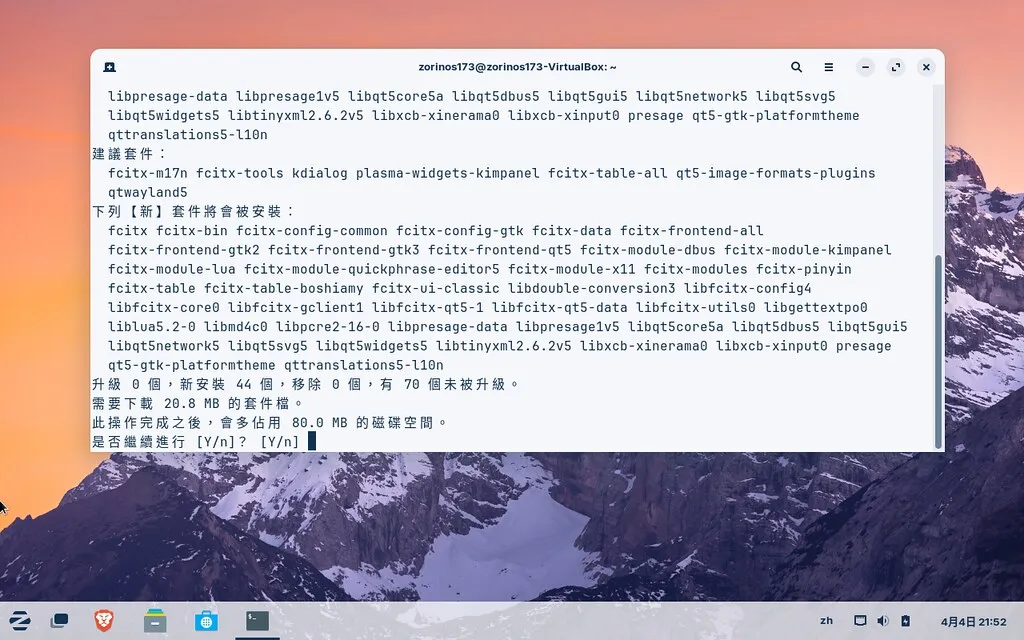 zorinos173@zorinos173-VirtualBox: ~
libpresage-data libpresage1v5 libqt5core5a libqt5dbus5 libqt5gui5 libqt5network5 libqt5svg5
libqt5widgets5 libtinyxml2.6.2v5 libxcb-xinerama0 libxcb-xinput0 presage qt5-gtk-platformtheme
qttranslations5-l10n
建議套件：
fcitx-m17n fcitx-tools kdialog plasma-widgets-kimpanel fcitx-table-all qt5-image-formats-plugins
qtwayland5
下列【新】套件將會被安裝：
fcitx fcitx-bin fcitx-config-common fcitx-config-gtk fcitx-data fcitx-frontend-all
fcitx-frontend-gtk2 fcitx-frontend-gtk3 fcitx-frontend-qt5 fcitx-module-dbus fcitx-module-kimpanel
fcitx-module-lua fcitx-module-quickphrase-editor5 fcitx-module-x11 fcitx-modules fcitx-pinyin
fcitx-table fcitx-table-boshiamy fcitx-ui-classic libdouble-conversion3 libfcitx-config4
libfcitx-core0 libfcitx-gclient1 libfcitx-qt5-1 libfcitx-qt5-data libfcitx-utils0 libgettextpo0
liblua5.2-0 libmd4c0 libpcre2-16-0 libpresage-data libpresage1v5 libqt5core5a libqt5dbus5 libqt5gui5
libqt5network5 libqt5svg5 libqt5widgets5 libtinyxml2.6.2v5 libxcb-xinerama0 libxcb-xinput0 presage
qt5-gtk-platformtheme qttranslations5-l10n
升級 0 個，新安裝 44 個，移除 0 個，有 70 個未被升級。
需要下載 20.8 MB 的套件檔。
此操作完成之後，會多佔用 80.0 MB 的磁碟空間。
是否繼續進行 [Y/n]？ [Y/n]
zh
4月4日 21:52